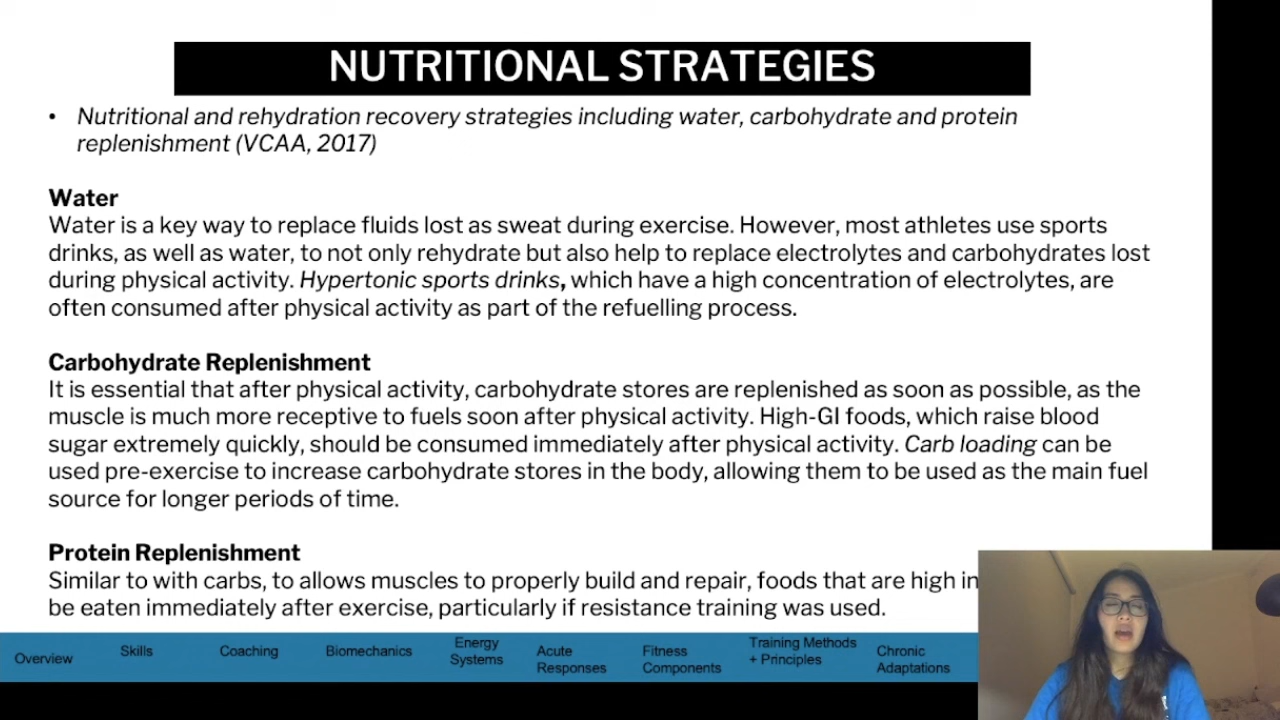 NUTRITIONAL STRATEGIES
• Nutritional and rehydration recovery strategies including water, carbohydrate and protein
replenishment (VCAA, 2017)
Water
Water is a key way to replace fluids lost as sweat during exercise. However, most athletes use sports
drinks, as well as water, to not only rehydrate but also help to replace electrolytes and carbohydrates lost
during physical activity. Hypertonic sports drinks, which have a high concentration of electrolytes, are
often consumed after physical activity as part of the refuelling process.
Carbohydrate Replenishment
It is essential that after physical activity, carbohydrate stores are replenished as soon as possible, as the
muscle is much more receptive to fuels soon after physical activity. High-GI foods, which raise blood
sugar extremely quickly, should be consumed immediately after physical activity. Carb loading can be
used pre-exercise to increase carbohydrate stores in the body, allowing them to be used as the main fuel
source for longer periods of time.
Protein Replenishment
Similar to with carbs, to allows muscles to properly build and repair, foods that are high in
be eaten immediately after exercise, particularly if resistance training was used.
Overview
Skills
Coaching
Biomechanics
Energy
Systems
Acute
Responses
Fitness
Components
Training Methods
+ Principles
Chronic
Adaptations